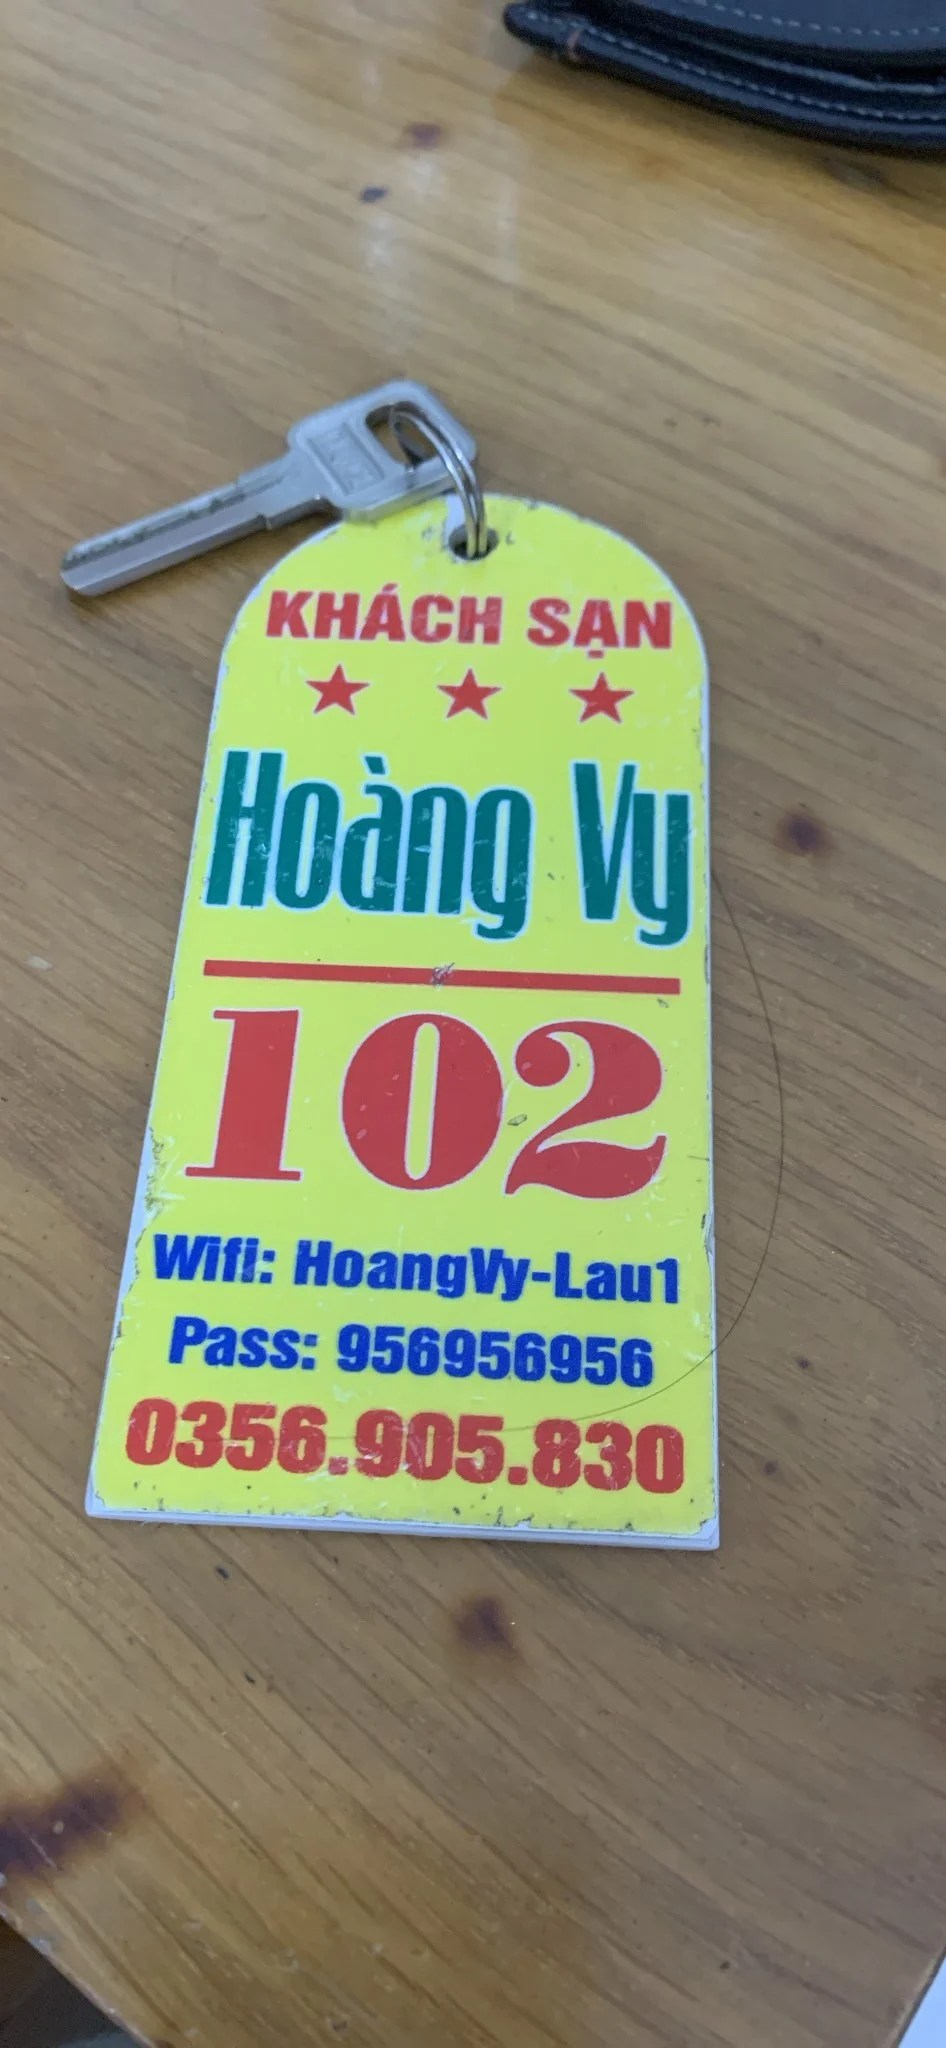 KHÁCH SẠN
Hoàng Vy
102
Wifi: HoangVy-Lau1
Pass: 956956956
0356.905.830